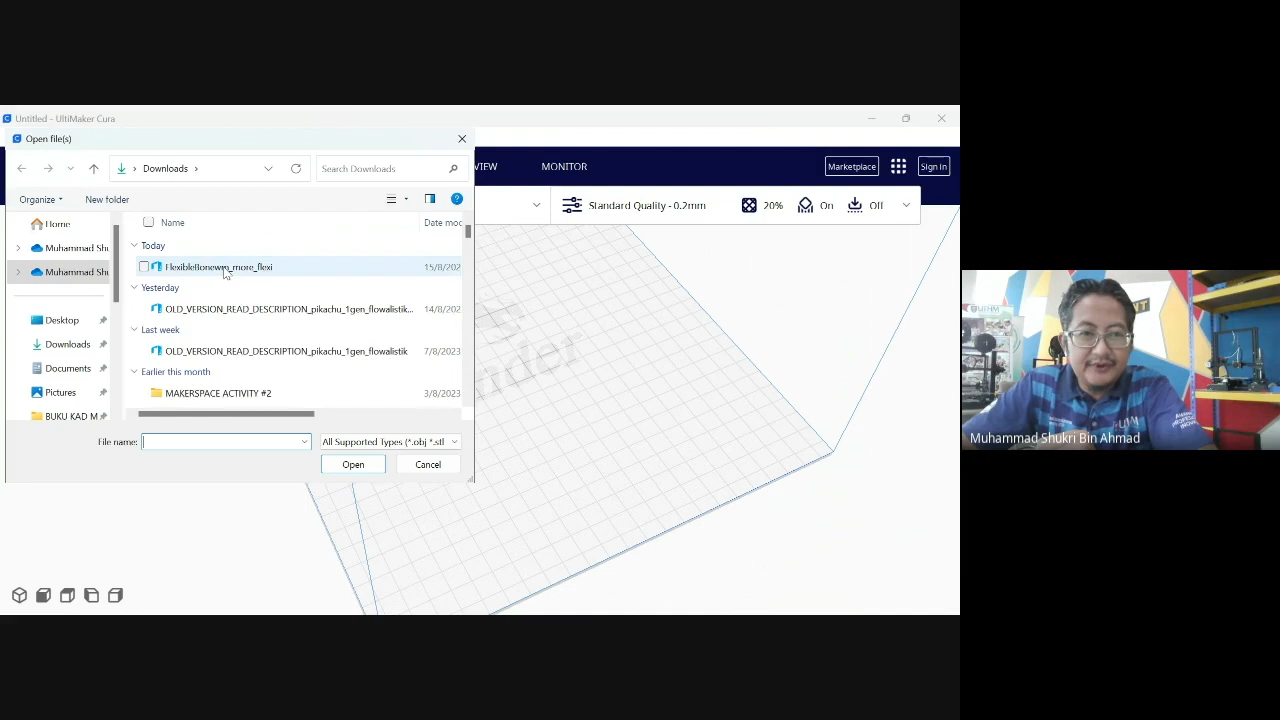 Untitled - UltiMaker Cura
Open file(s)
Downloads
Search Downloads
VIEW
MONITOR
Marketplace
Sign in
Organize
New folder
Standard Quality - 0.2mm
20%
On
Off
Home
Name
Date mod
Muhammad Shu
Today
Muhammad Shu
FlexibleBonewm_more_flexi
15/8/202
Yesterday
Desktop
OLD_VERSION_READ_DESCRIPTION_pikachu_1gen_flowalistik...
14/8/202
Last week
Downloads
OLD_VERSION_READ_DESCRIPTION_pikachu_1gen_flowalistik
7/8/2023
Documents
Earlier this month
Pictures
MAKERSPACE ACTIVITY #2
3/8/2023
BUKU KAD M
File name:
All Supported Types (*.obj *.stl
Open
Cancel
UTHM
Muhammad Shukri Bin Ahmad